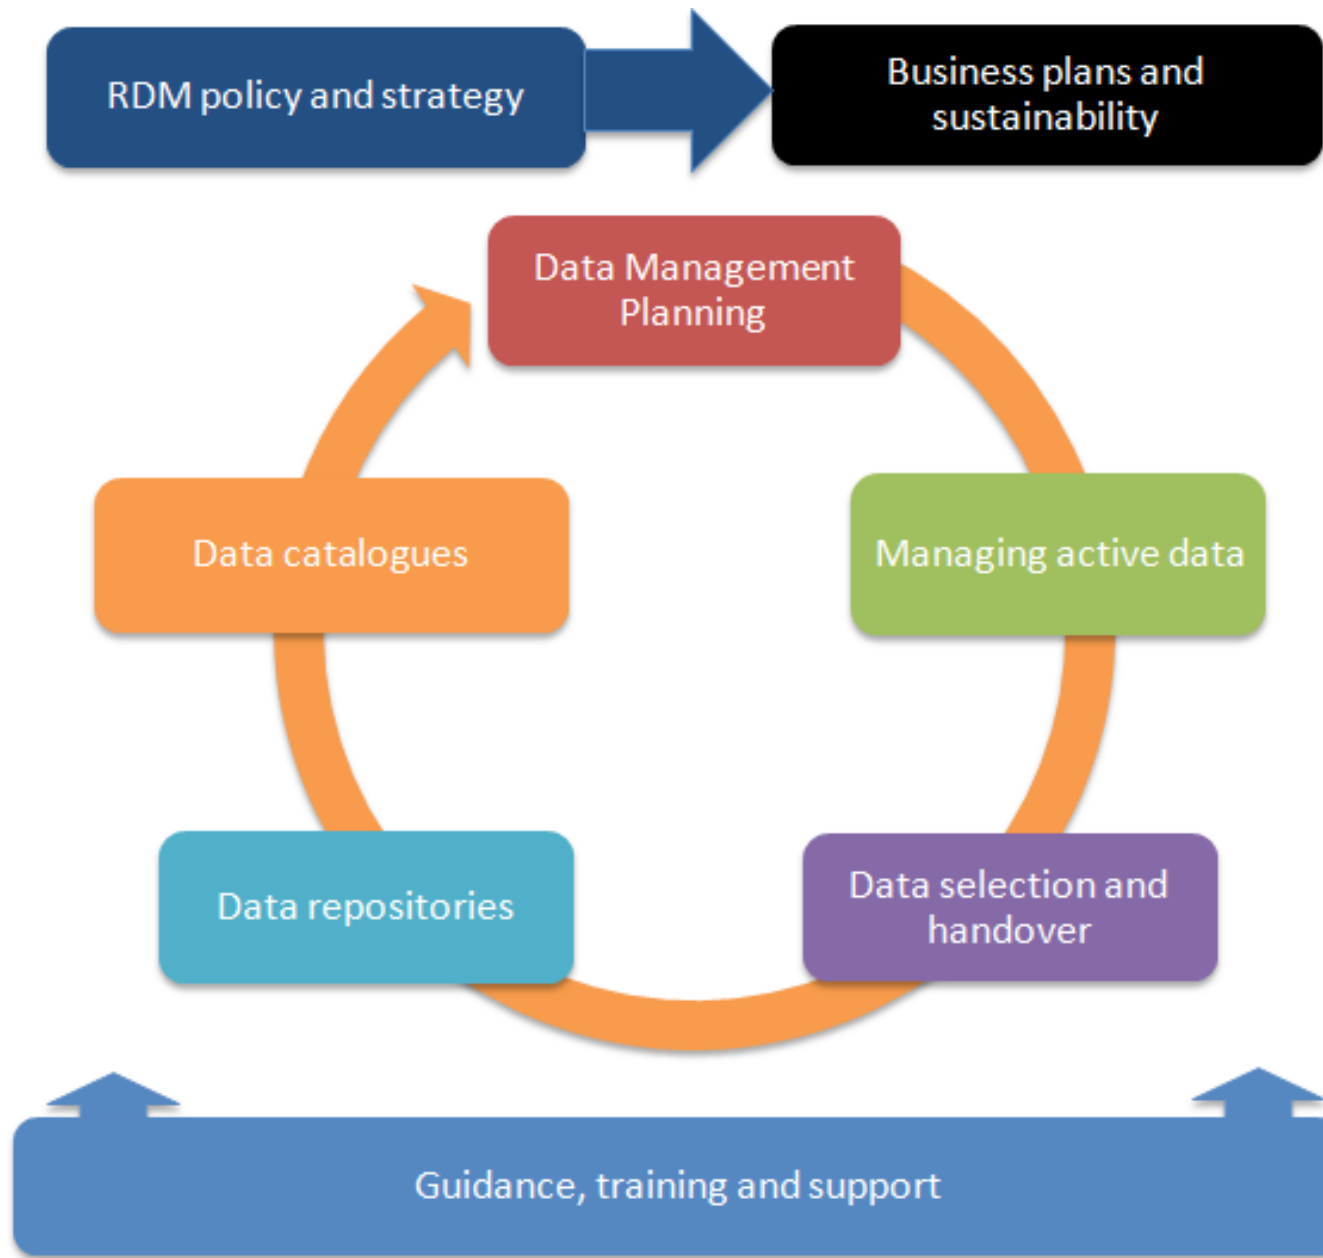 RDM policy and strategy
Business plans and
sustainability
Data Management
Planning
Data catalogues
Managing active data
Data repositories
Data selection and
handover
Guidance, training and support